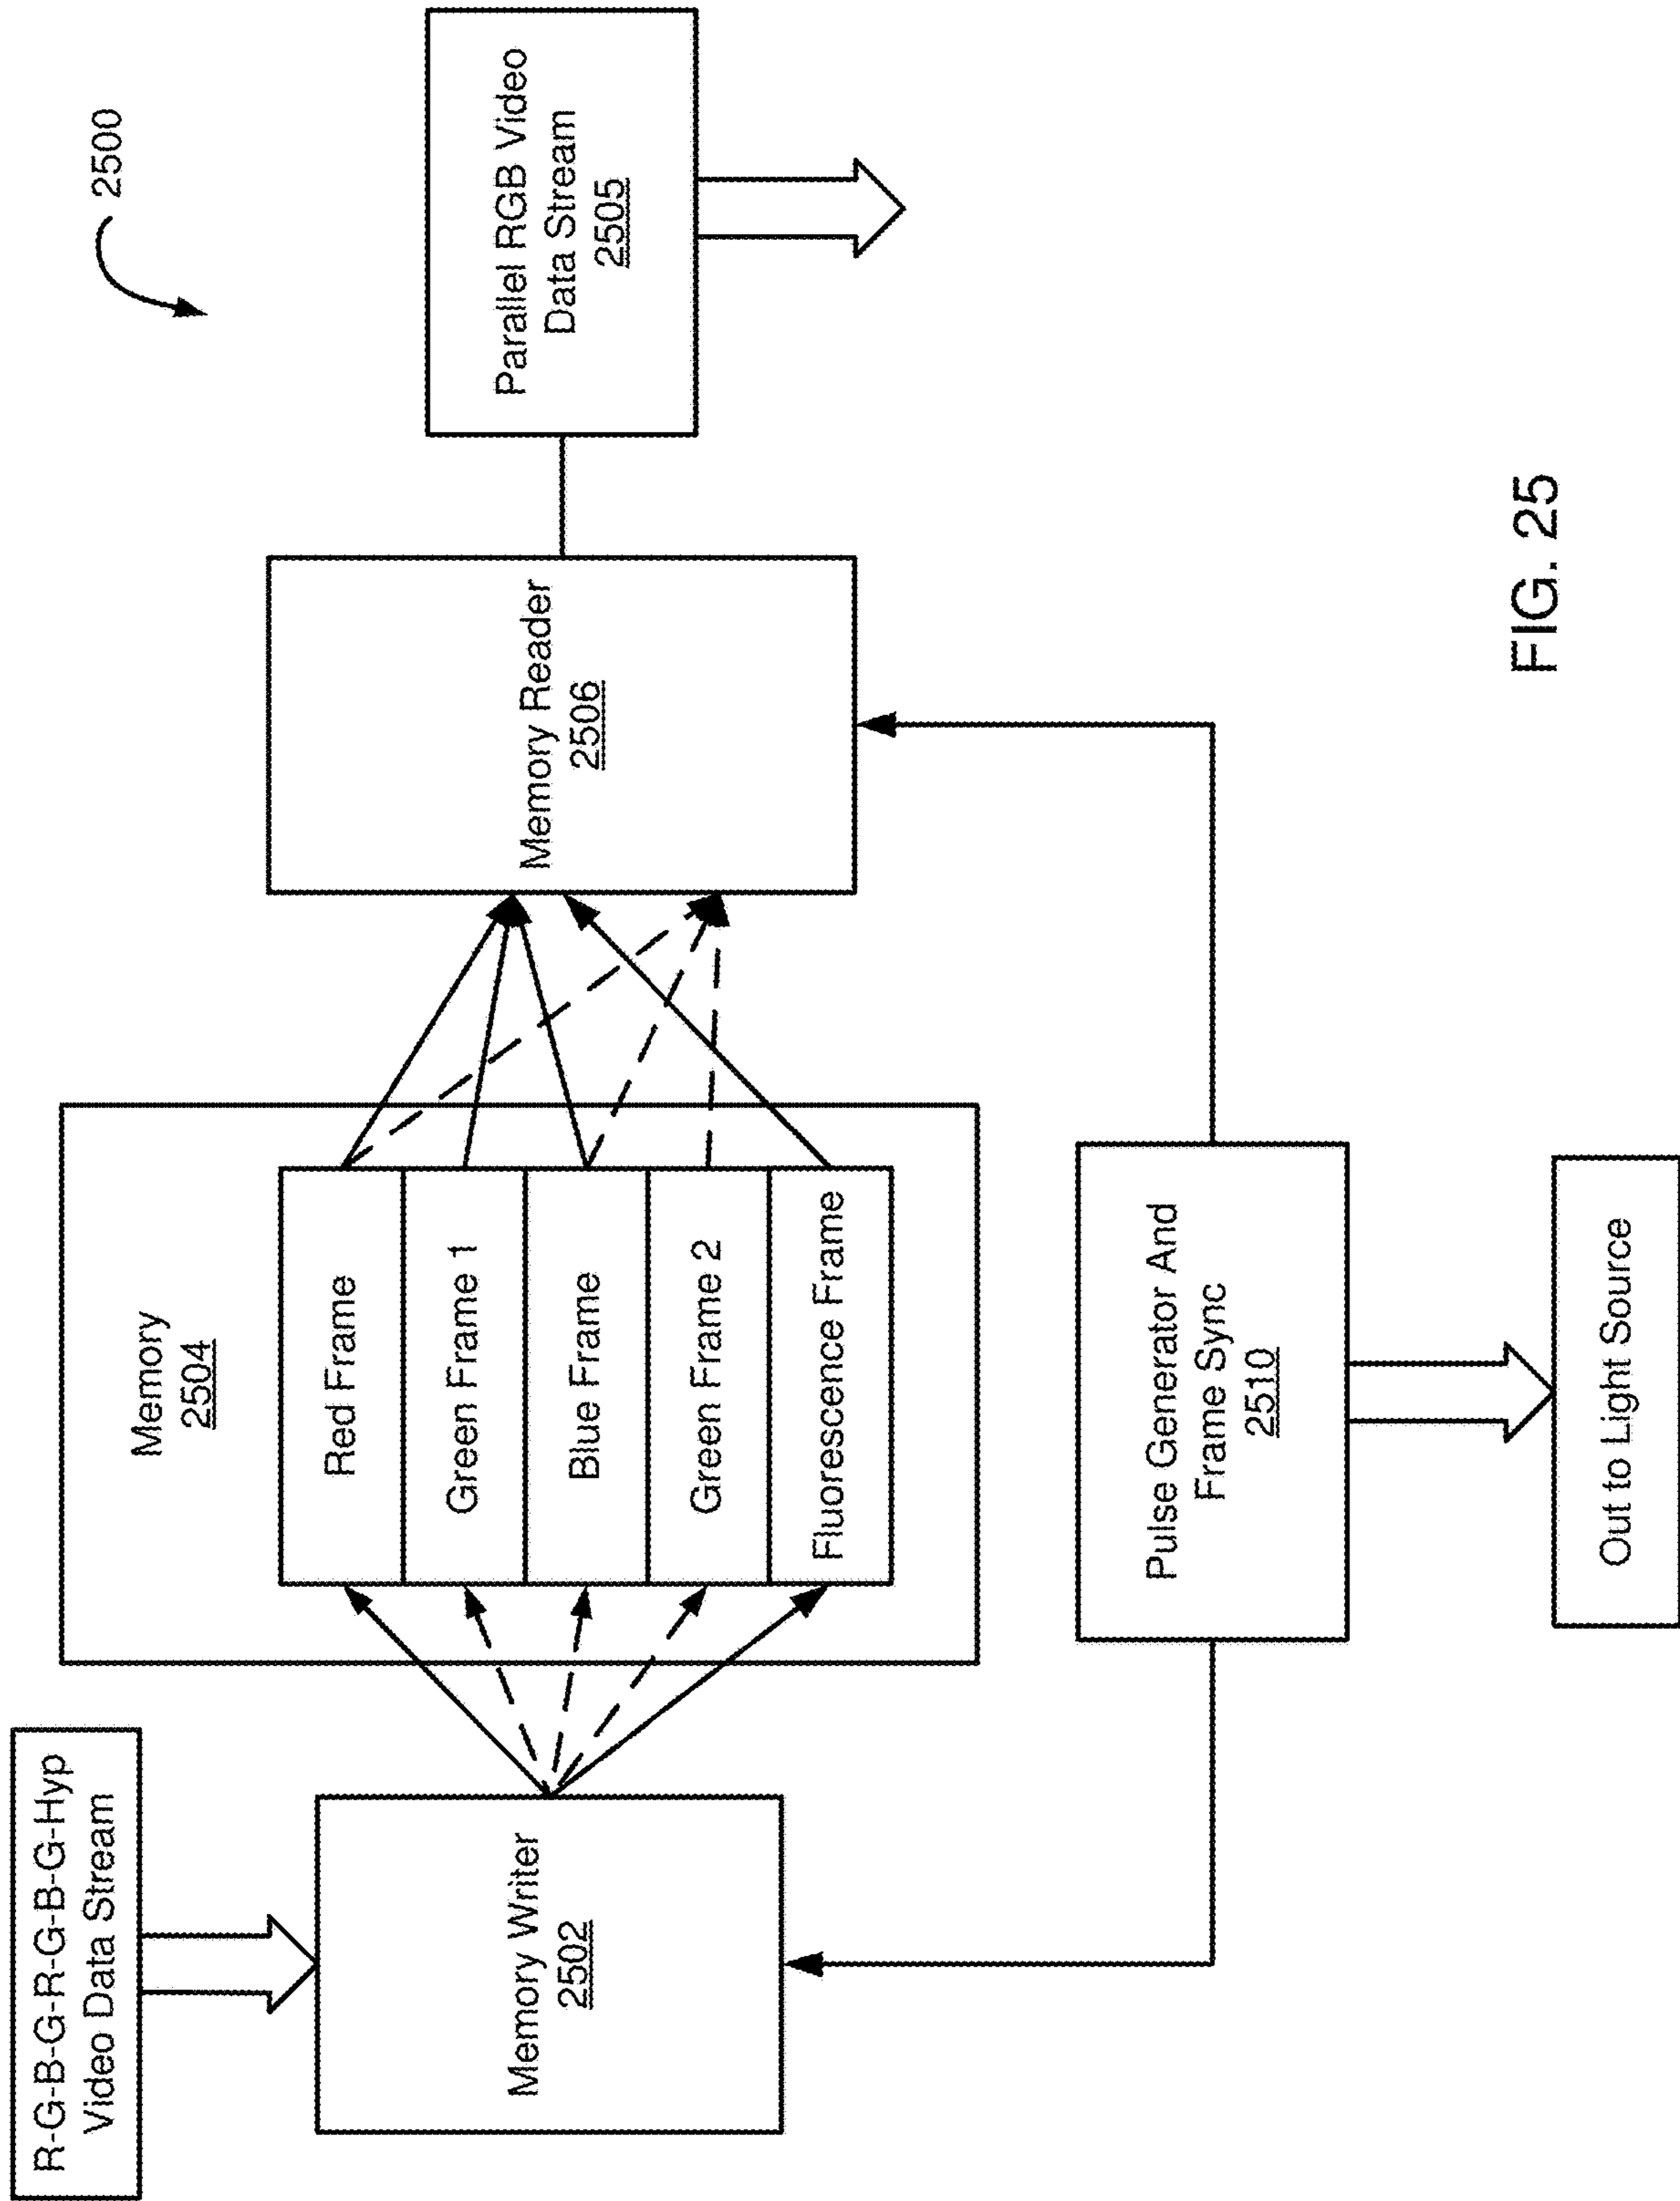 2500
R-G-B-G-R-G-B-G-Hyp
Video Data Stream
Memory Writer
2502
Memory
2504
Red Frame
Green Frame 1
Blue Frame
Green Frame 2
Fluorescence Frame
Memory Reader
2506
Parallel RGB Video
Data Stream
2505
Pulse Generator And
Frame Sync
2510
Out to Light Source
FIG. 25